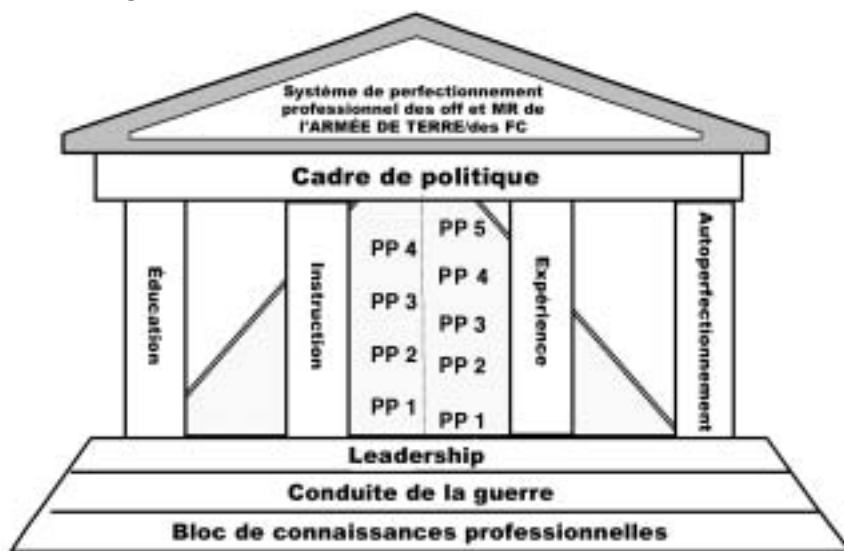 Système de perfectionnement
professionnel des off et MR de
l'ARMÉE DE TERRE/des FC
Cadre de politique
Éducation
Instruction
PP 4
PP 3
PP 2
PP 1
PP 5
PP 4
PP 3
PP 2
PP 1
Expérience
Autoperfectionnement
Leadership
Conduite de la guerre
Bloc de connaissances professionnelles